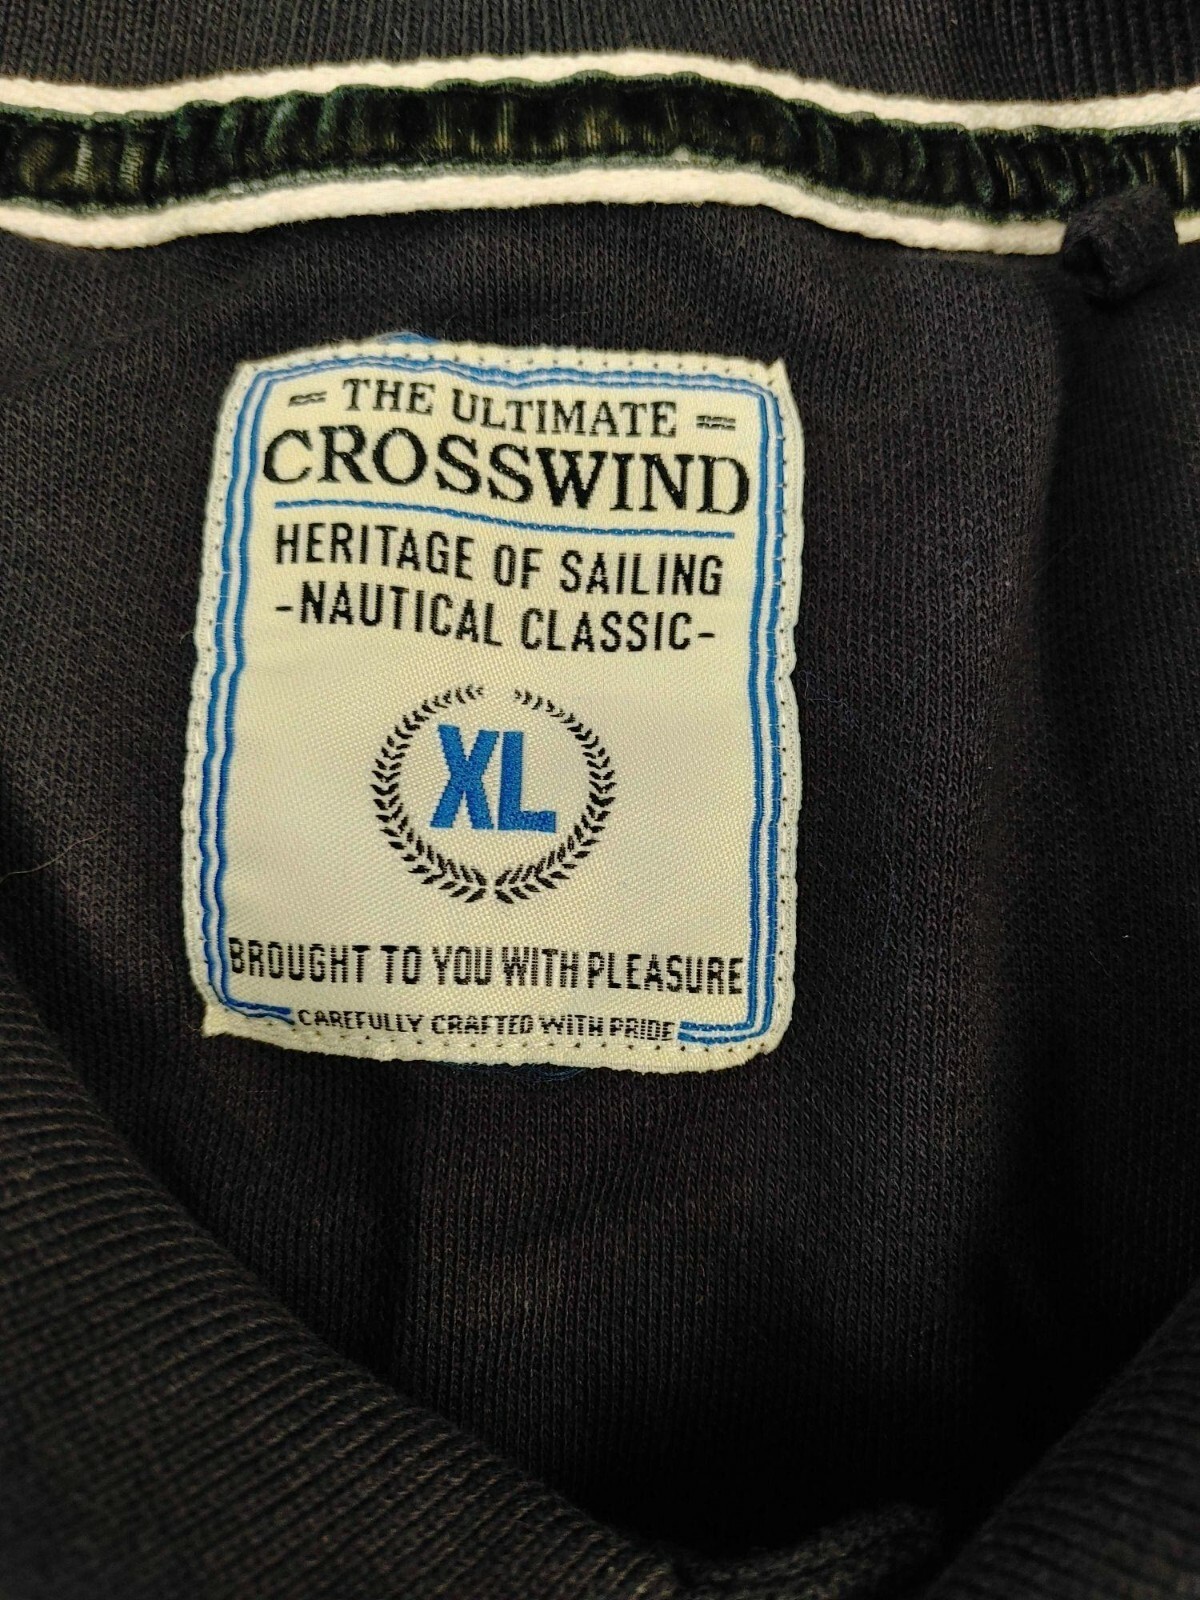 THE ULTIMATE
CROSSWIND
HERITAGE OF SAILING
-NAUTICAL CLASSIC-
XL
BROUGHT TO YOU WITH PLEASURE
CAREFULLY CRAFTED WITH PRIDE